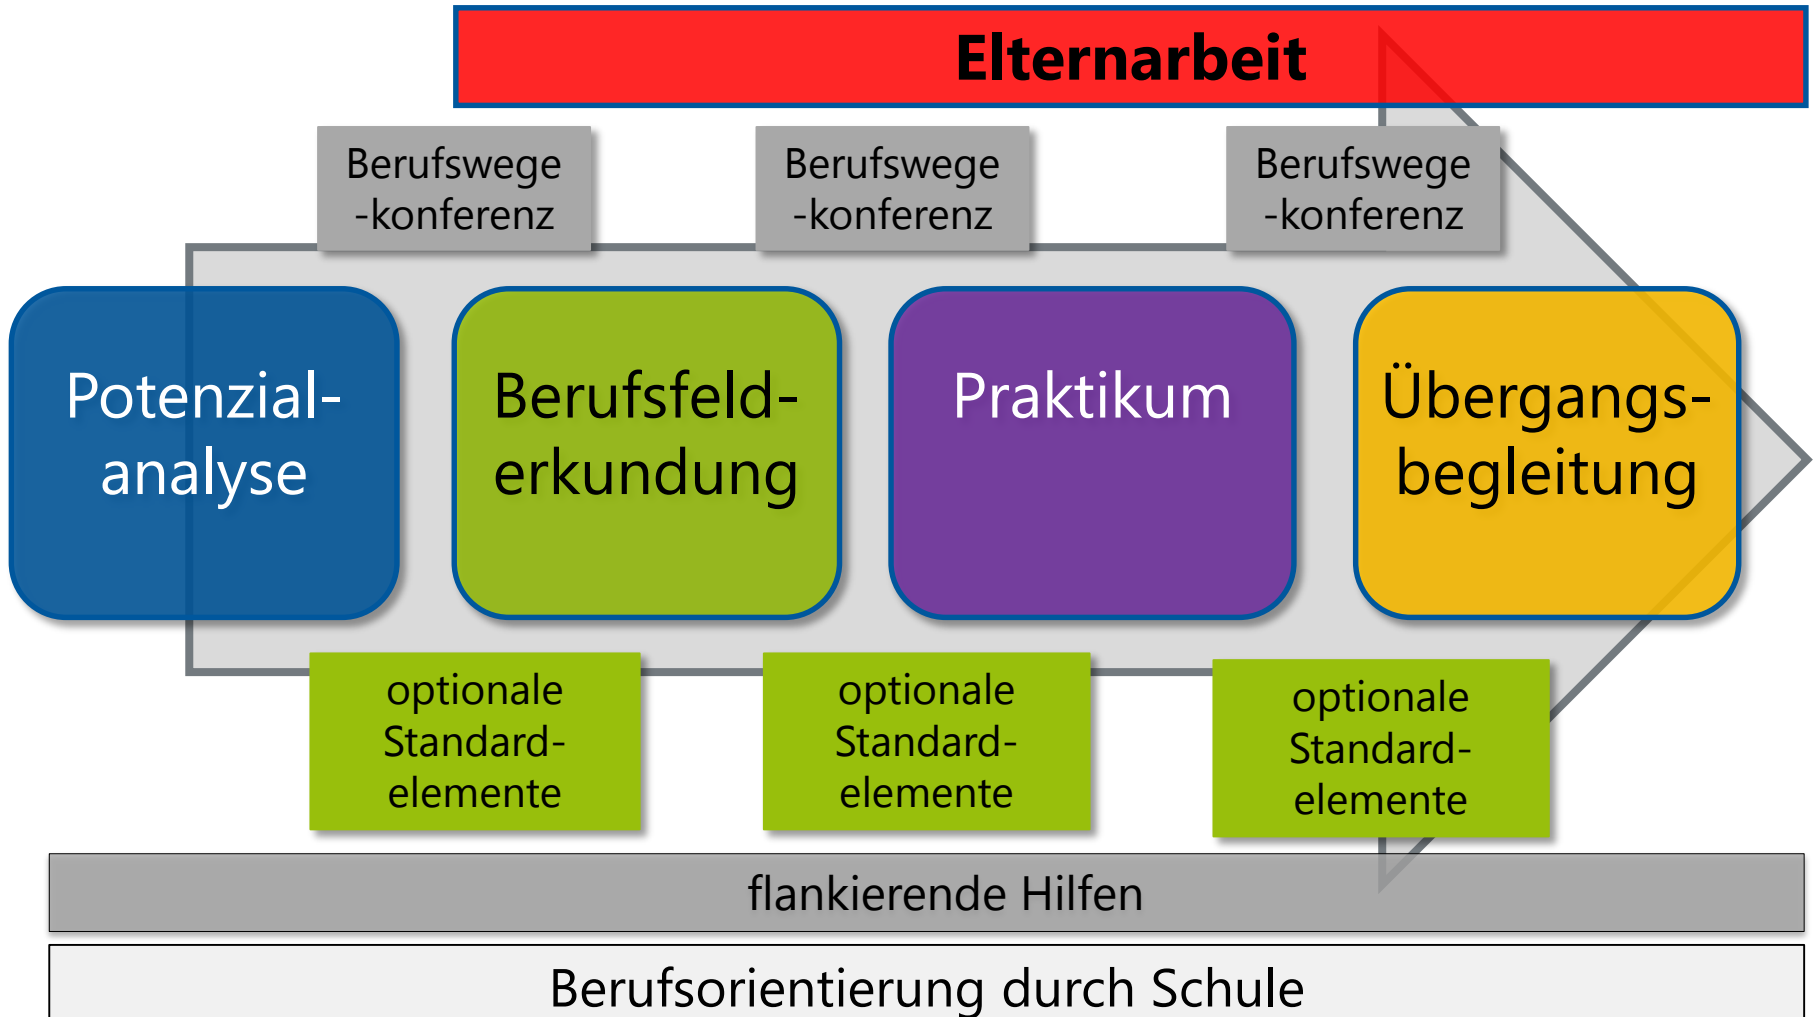 Elternarbeit
Berufswege
-konferenz
Berufswege
-konferenz
Berufswege
-konferenz
Potenzial-
analyse
Berufsfeld-
erkundung
Praktikum
Übergangs-
begleitung
optionale
Standard-
elemente
optionale
Standard-
elemente
optionale
Standard-
elemente
flankierende Hilfen
Berufsorientierung durch Schule